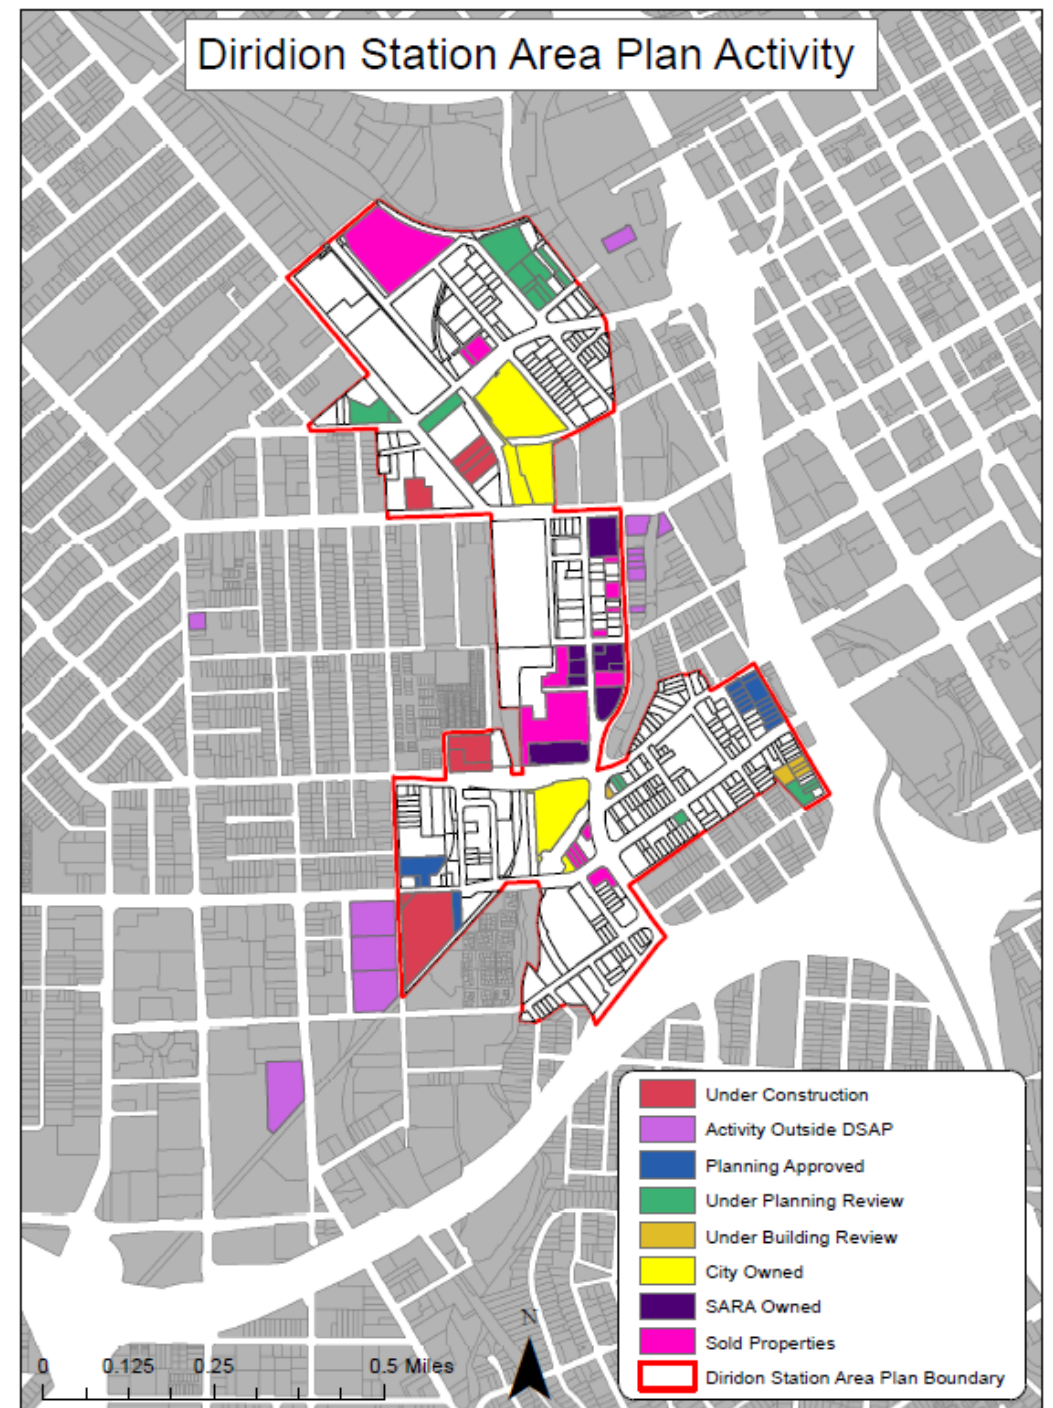 Diridion Station Area Plan Activity
Under Construction
Activity Outside DSAP
Planning Approved
Under Planning Review
Under Building Review
City Owned
SARA Owned
Sold Properties
Diridon Station Area Plan Boundary
N
0 0.125 0.25 0.5 Miles